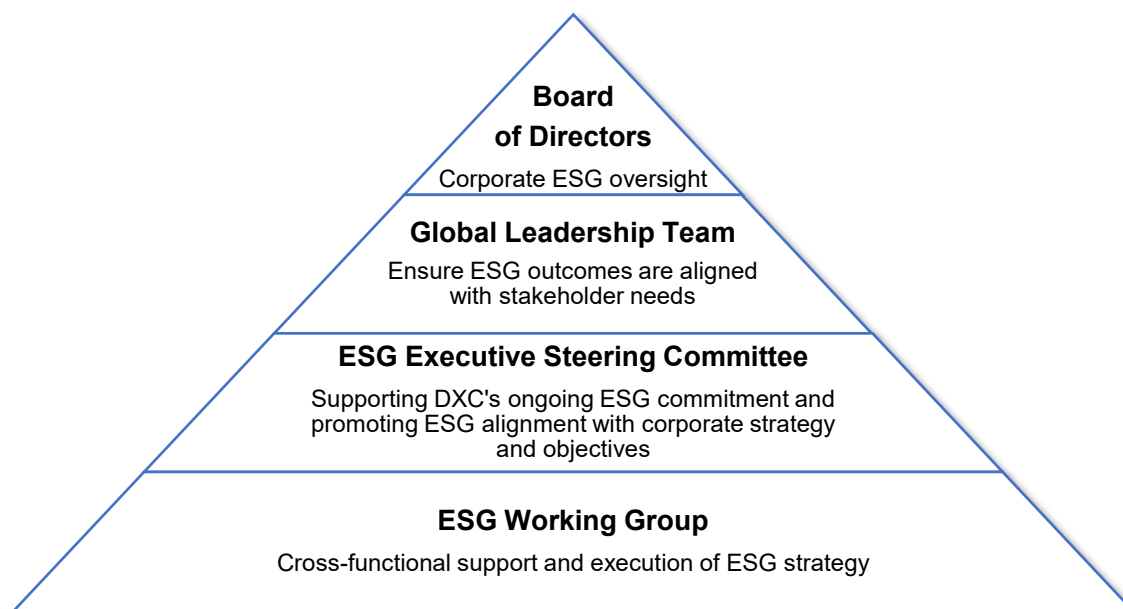 Board
of Directors
Corporate ESG oversight
Global Leadership Team
Ensure ESG outcomes are aligned
with stakeholder needs
ESG Executive Steering Committee
Supporting DXC's ongoing ESG commitment and
promoting ESG alignment with corporate strategy
and objectives
ESG Working Group
Cross-functional support and execution of ESG strategy